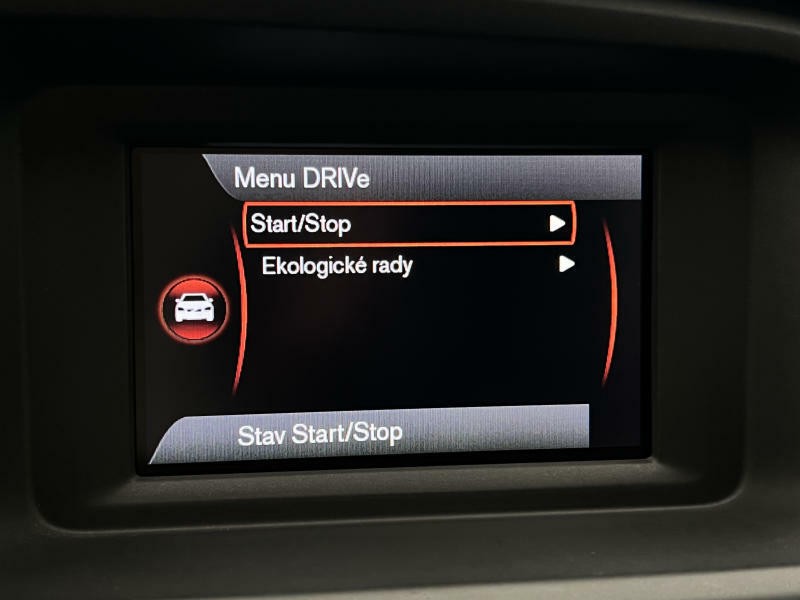 Menu DRIVe
Start/Stop
Ekologické rady
Stav Start/Stop